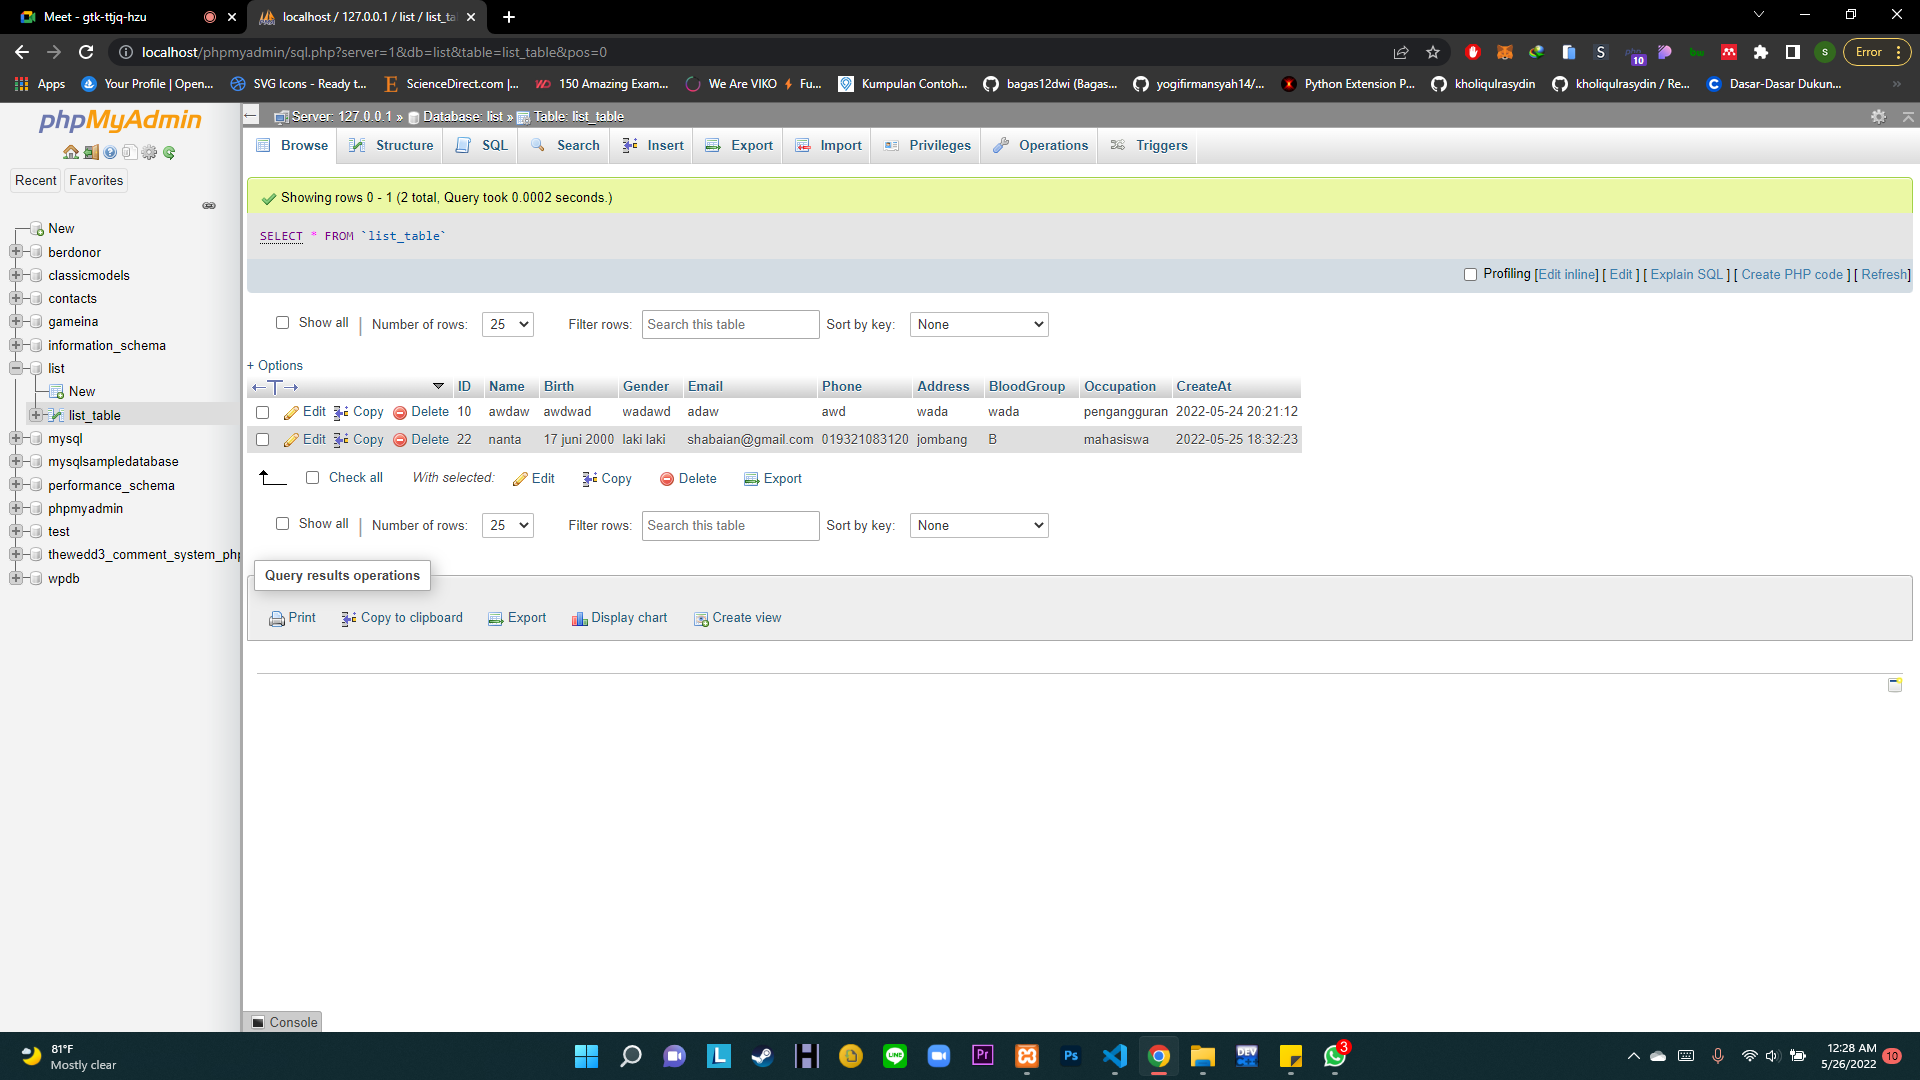 Meet - gtk-ttjq-hzu
localhost / 127.0.0.1 / list / list_ta
localhost/phpmyadmin/sql.php?server=1&db=list&table=list_table&pos=0
10
S
bw
s
Error
Apps
Your Profile | Open...
SVG Icons - Ready t...
ScienceDirect.com |...
150 Amazing Exam...
We Are VIKO ⚡ Fu...
Kumpulan Contoh...
bagas12dwi (Bagas...
yogifirmansyah14/...
Python Extension P...
kholiqulrasydin
kholiqulrasydin / Re...
Dasar-Dasar Dukun...
»
phpMyAdmin
Recent
Favorites
New
berdonor
classicmodels
contacts
gameina
information_schema
list
New
list_table
mysql
mysqlsampledatabase
performance_schema
phpmyadmin
test
thewedd3_comment_system_php
wpdb
Server: 127.0.0.1 » Database: list » Table: list_table
Browse Structure SQL Search Insert Export Import Privileges Operations Triggers
Showing rows 0 - 1 (2 total, Query took 0.0002 seconds.)
SELECT * FROM `list_table`
Profiling [Edit inline] [ Edit ] [ Explain SQL ] [ Create PHP code ] [ Refresh]
Show all | Number of rows: 25 Filter rows: Search this table Sort by key: None
+ Options
←T→ ID Name Birth Gender Email Phone Address BloodGroup Occupation CreateAt
Edit Copy Delete 10 awdaw awdwad wadawd adaw awd wada wada pengangguran 2022-05-24 20:21:12
Edit Copy Delete 22 nanta 17 juni 2000 laki laki shabaian@gmail.com 019321083120 jombang B mahasiswa 2022-05-25 18:32:23
Check all With selected: Edit Copy Delete Export
Show all | Number of rows: 25 Filter rows: Search this table Sort by key: None
Query results operations
Print Copy to clipboard Export Display chart Create view
Console
81°F
Mostly clear
L
H
LINE
Pr
Ps
DEV
3
12:28 AM
5/26/2022
10